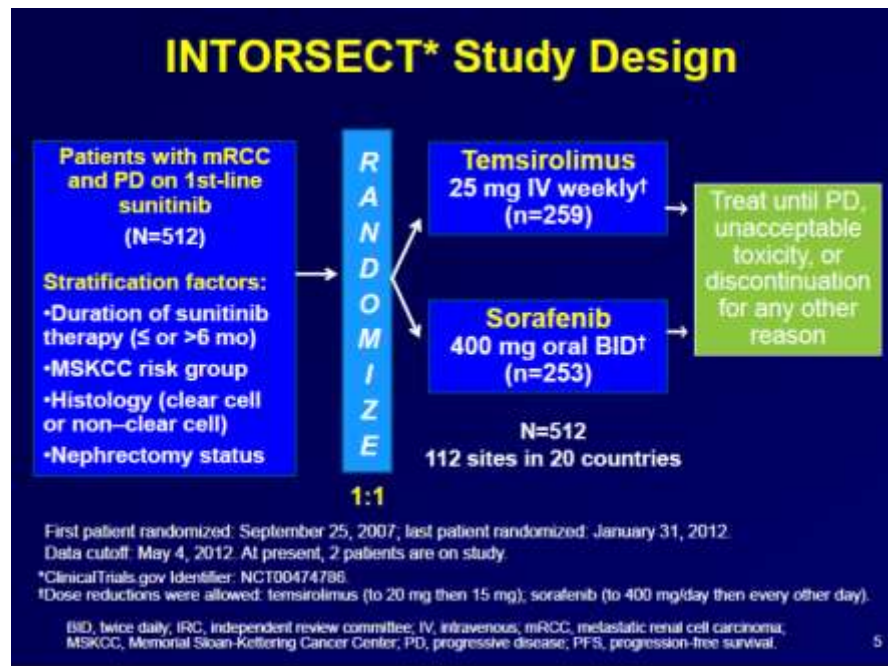 INTORSECT* Study Design
Patients with mRCC
and PD on 1st-line
sunitinib
(N=512)
Stratification factors:
•Duration of sunitinib
therapy (≤ or >6 mo)
•MSKCC risk group
•Histology (clear cell
or non–clear cell)
•Nephrectomy status
RANDOMIZE
1:1
Temsirolimus
25 mg IV weekly†
(n=259)
Sorafenib
400 mg oral BID†
(n=253)
N=512
112 sites in 20 countries
Treat until PD,
unacceptable
toxicity, or
discontinuation
for any other
reason
First patient randomized: September 25, 2007; last patient randomized: January 31, 2012.
Data cutoff: May 4, 2012. At present, 2 patients are on study.
*ClinicalTrials.gov Identifier: NCT00474786.
†Dose reductions were allowed: temsirolimus (to 20 mg then 15 mg); sorafenib (to 400 mg/day then every other day).
BID, twice daily; IRC, independent review committee; IV, intravenous; mRCC, metastatic renal cell carcinoma;
MSKCC, Memorial Sloan-Kettering Cancer Center; PD, progressive disease; PFS, progression-free survival.
5